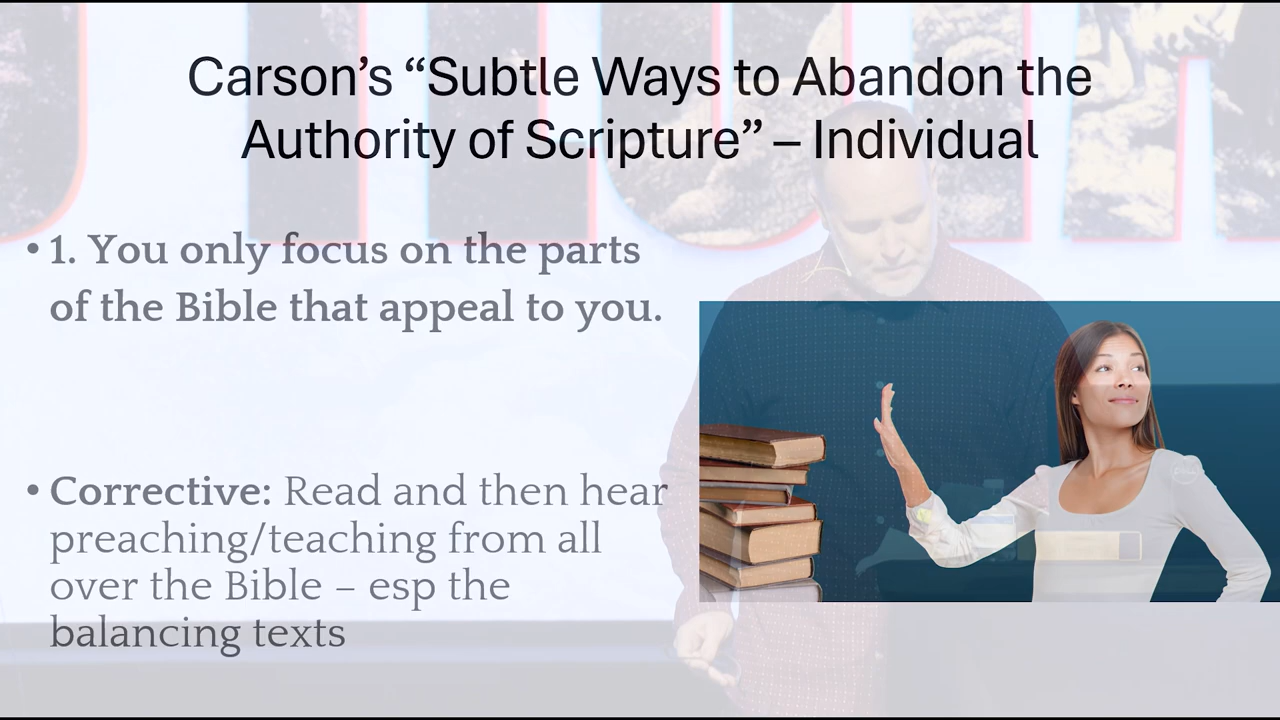 Carson’s “Subtle Ways to Abandon the
Authority of Scripture” – Individual
• 1. You only focus on the parts
of the Bible that appeal to you.
• Corrective: Read and then hear
preaching/teaching from all
over the Bible – esp the
balancing texts